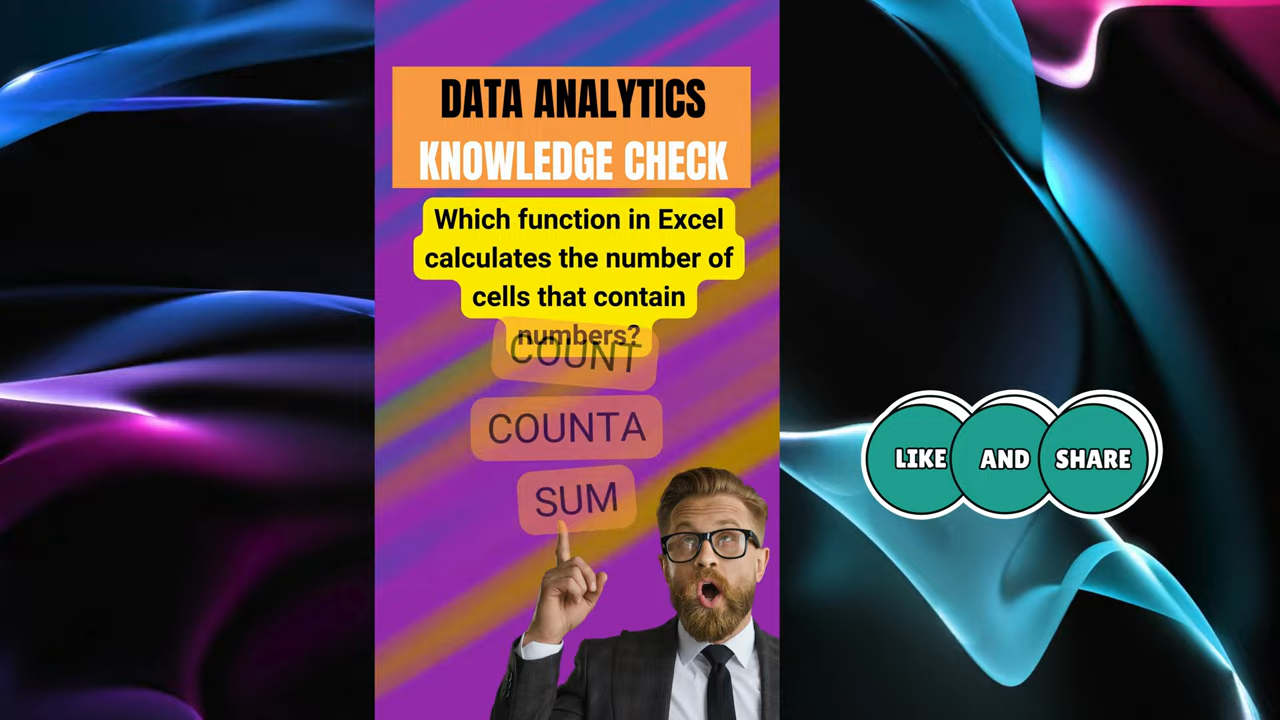 DATA ANALYTICS
KNOWLEDGE CHECK
Which function in Excel
calculates the number of
cells that contain
numbers?
COUNT
COUNTA
SUM
LIKE AND SHARE